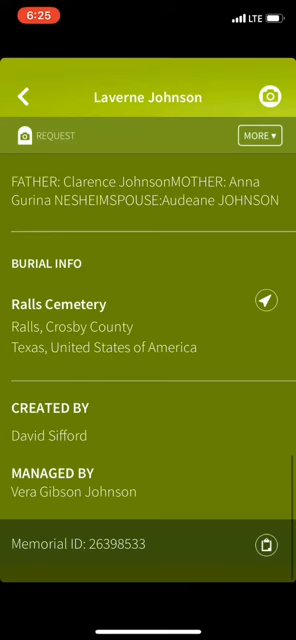 6:25
LTE
Laverne Johnson
REQUEST
MORE ▾
FATHER: Clarence JohnsonMOTHER: Anna
Gurina NESHEIMSPOUSE:Audeane JOHNSON
BURIAL INFO
Ralls Cemetery
Ralls, Crosby County
Texas, United States of America
CREATED BY
David Sifford
MANAGED BY
Vera Gibson Johnson
Memorial ID: 26398533